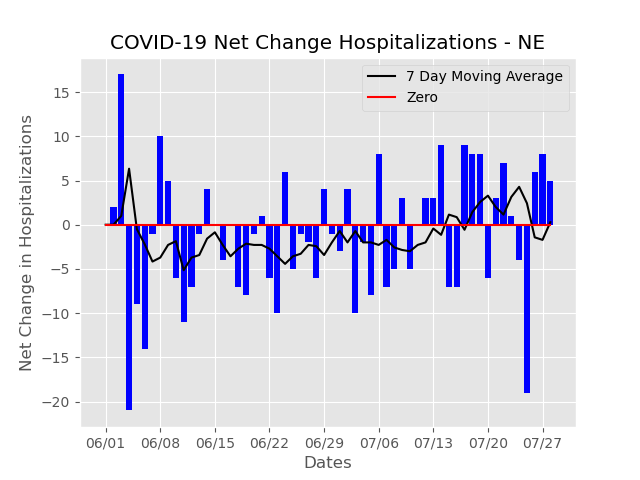 COVID-19 Net Change Hospitalizations - NE
7 Day Moving Average
Zero
Net Change in Hospitalizations
15
10
5
0
−5
−10
−15
−20
06/01 06/08 06/15 06/22 06/29 07/06 07/13 07/20 07/27
Dates